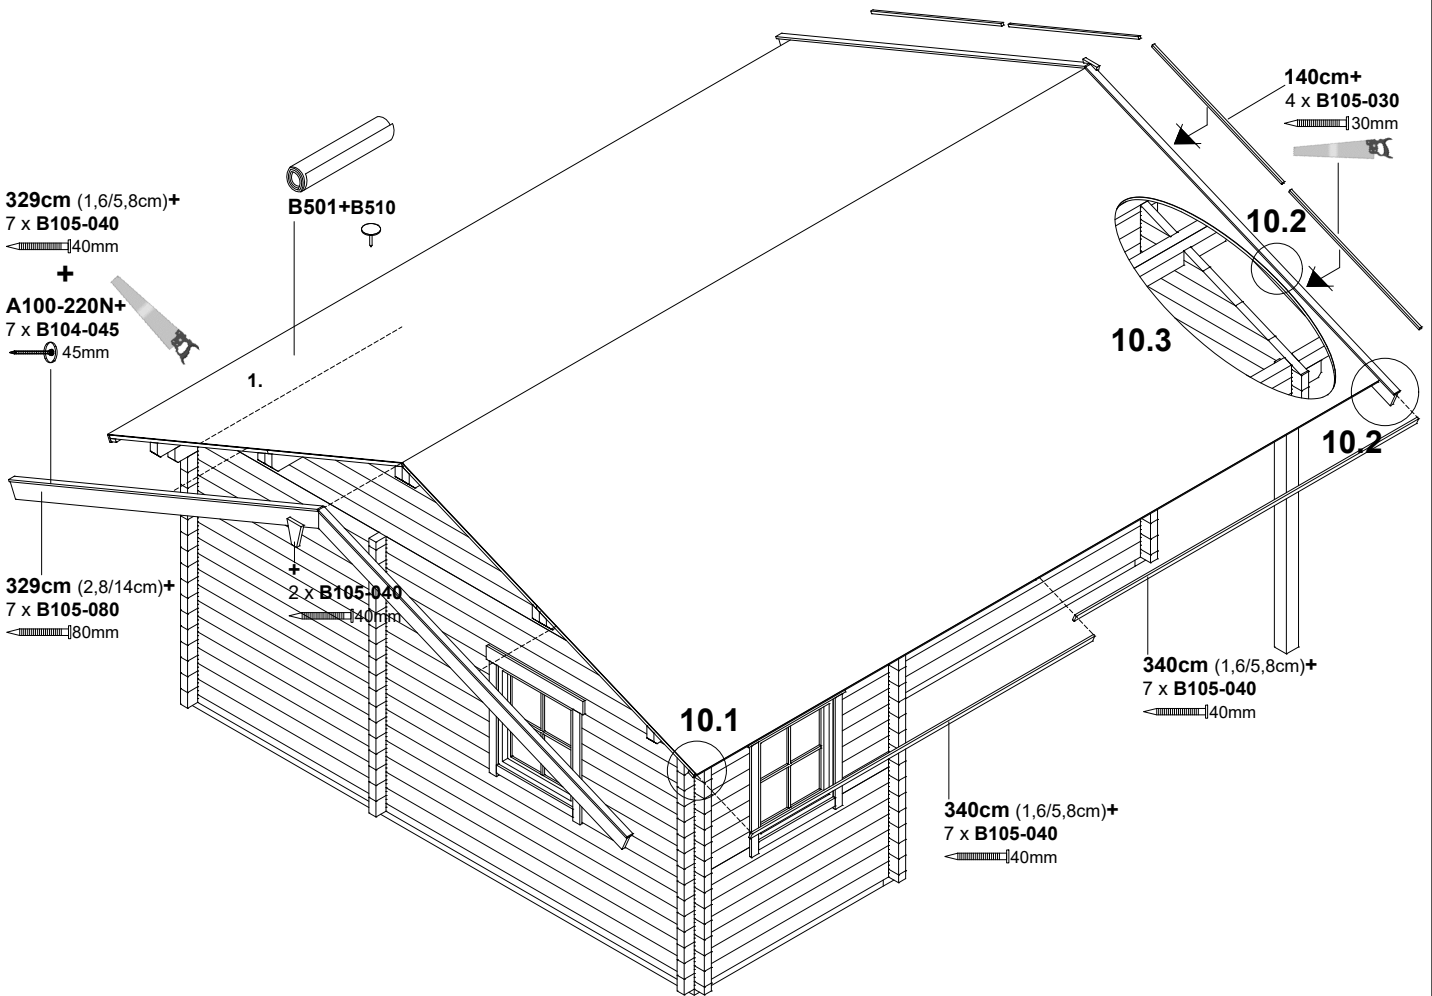 140cm+
4 x B105-030
30mm
329cm (1,6/5,8cm)+
7 x B105-040
40mm
+
A100-220N+
7 x B104-045
45mm
B501+B510
1.
10.2
10.3
10.2
329cm (2,8/14cm)+
7 x B105-080
80mm
+
2 x B105-040
40mm
10.1
340cm (1,6/5,8cm)+
7 x B105-040
40mm
340cm (1,6/5,8cm)+
7 x B105-040
40mm